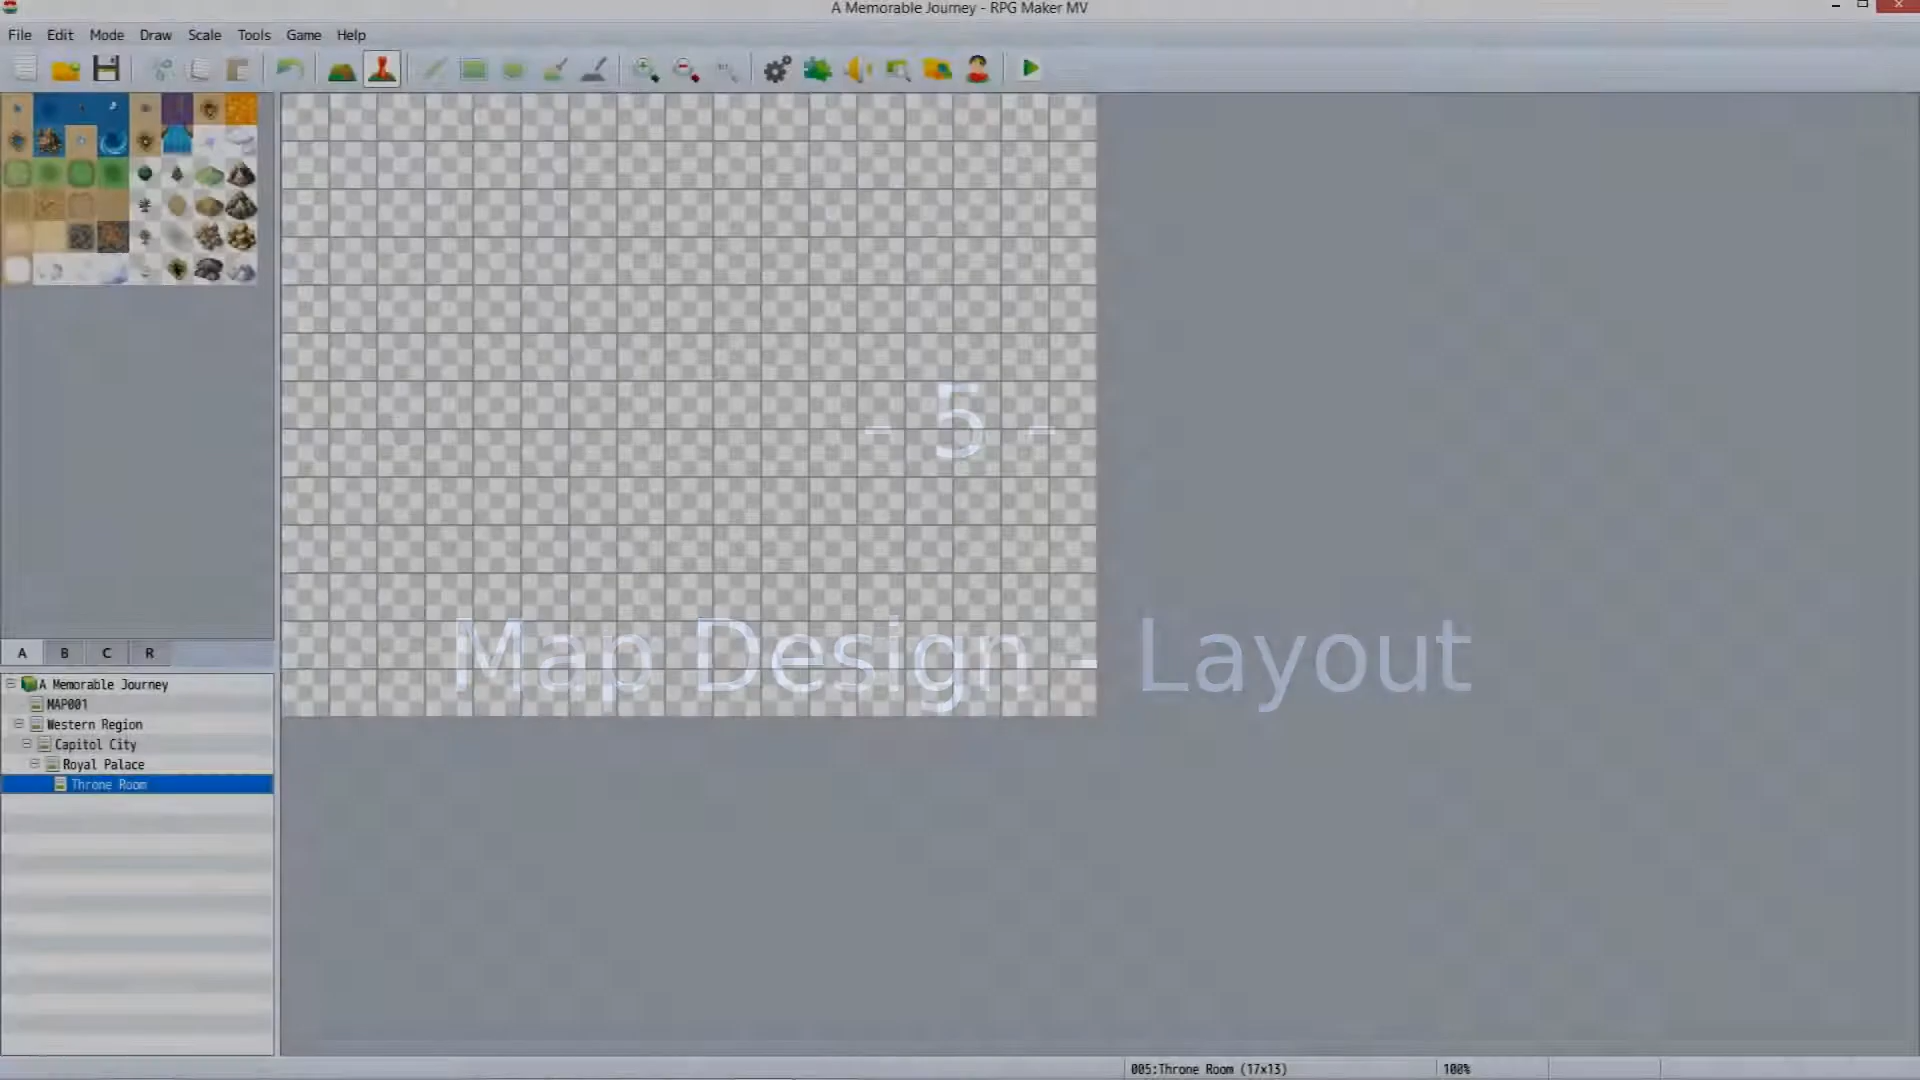 A Memorable Journey - RPG Maker MV
File Edit Mode Draw Scale Tools Game Help
- 5 -
Map Design - Layout
A B C R
A Memorable Journey
MAP001
Western Region
Capitol City
Royal Palace
Throne Room
005:Throne Room (17x13) 100%